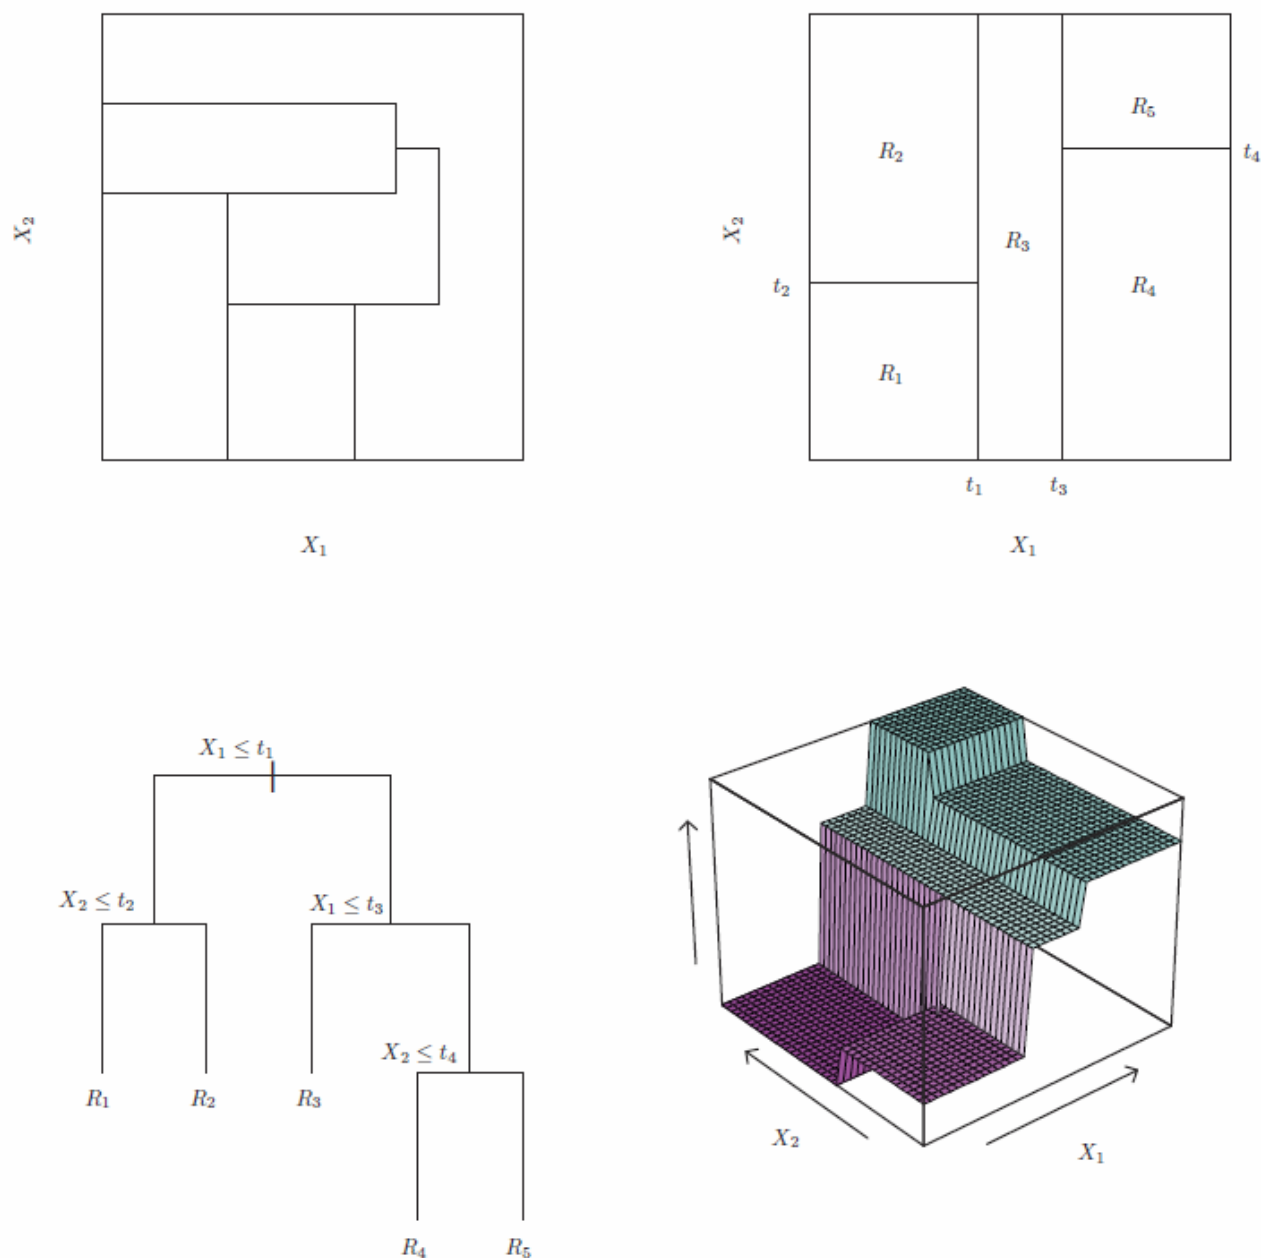 X₂
X₁
R₅
R₂
t₄
X₂
R₃
R₄
t₂
R₁
t₁
t₃
X₁
X₁ ≤ t₁
X₂ ≤ t₂
X₁ ≤ t₃
X₂ ≤ t₄
R₁
R₂
R₃
R₄
R₅
X₂
X₁